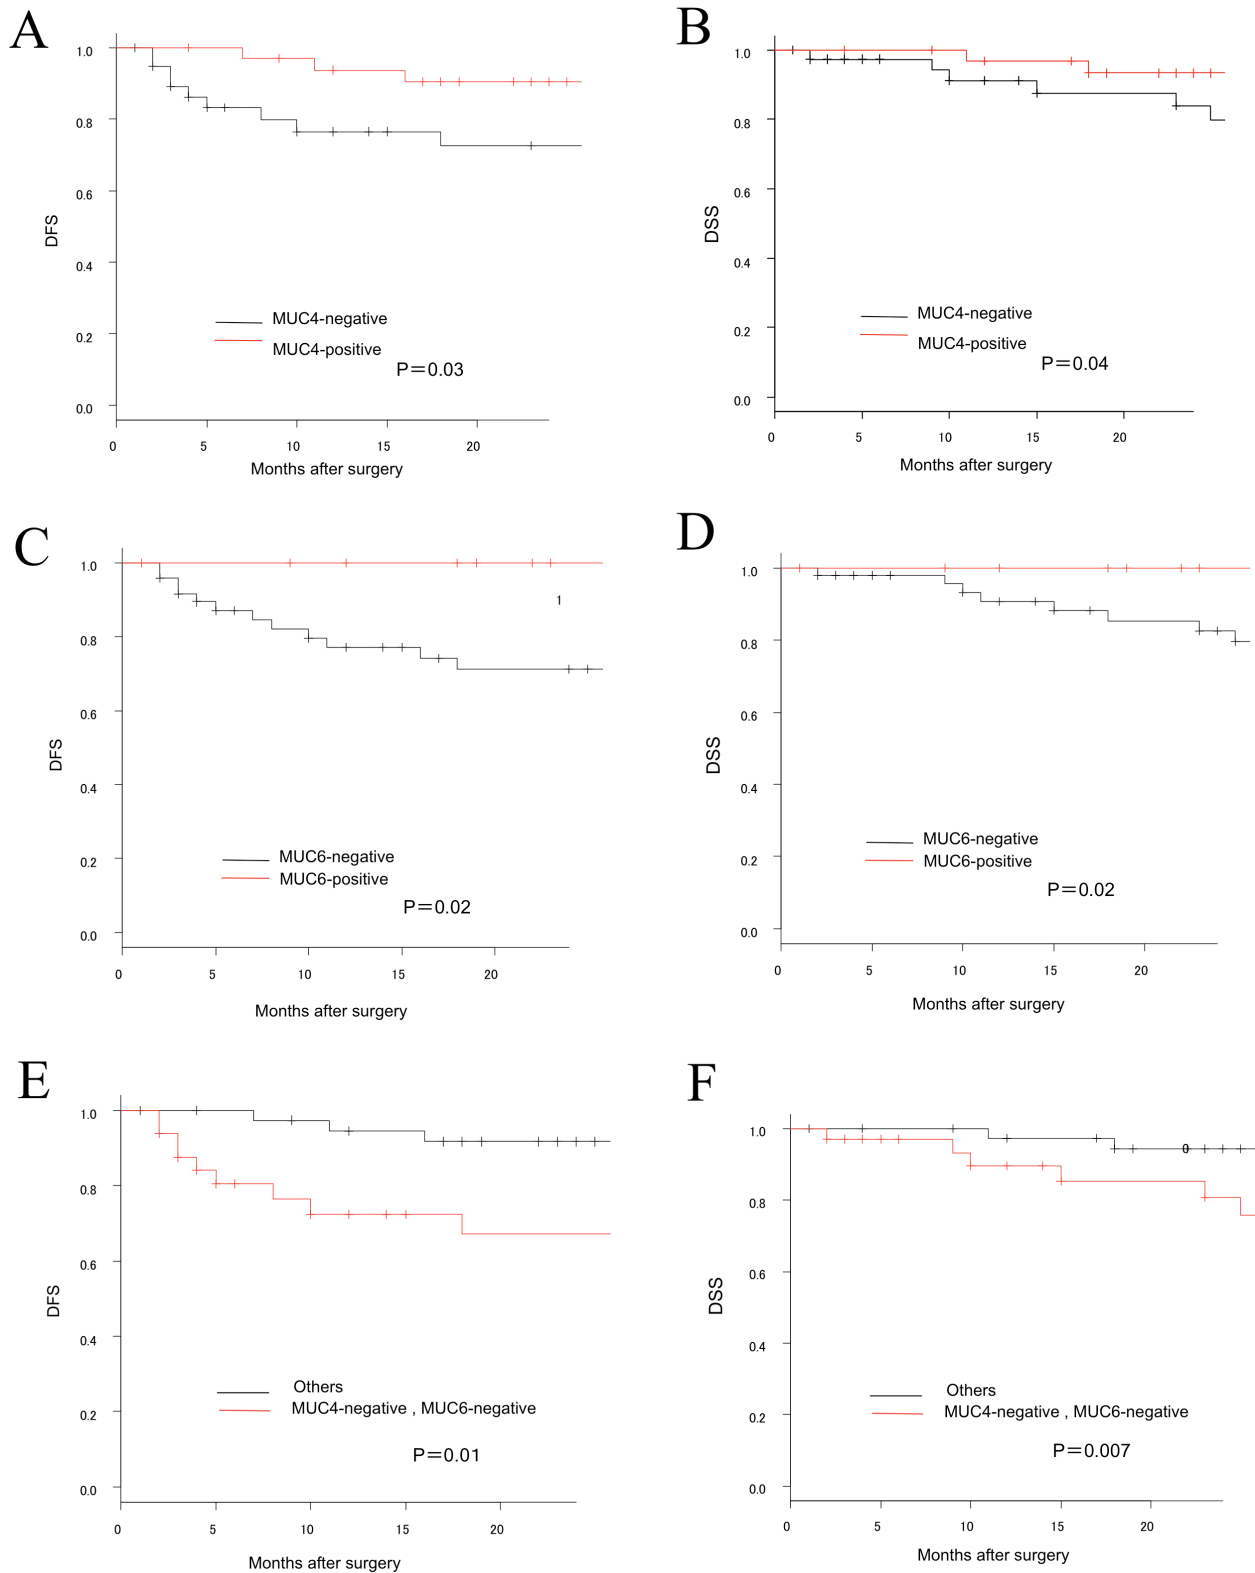 A
1.0
0.8
0.6
0.4
0.2
0.0
DFS
MUC4-negative
MUC4-positive
P=0.03
0 5 10 15 20
Months after surgery
B
1.0
0.8
0.6
0.4
0.2
0.0
DSS
MUC4-negative
MUC4-positive
P=0.04
0 5 10 15 20
Months after surgery
C
1.0
1
0.8
0.6
0.4
0.2
0.0
DFS
MUC6-negative
MUC6-positive
P=0.02
0 5 10 15 20
Months after surgery
D
1.0
0.8
0.6
0.4
0.2
0.0
DSS
MUC6-negative
MUC6-positive
P=0.02
0 5 10 15 20
Months after surgery
E
1.0
0.8
0.6
0.4
0.2
0.0
DFS
Others
MUC4-negative , MUC6-negative
P=0.01
0 5 10 15 20
Months after surgery
F
1.0
0
0.8
0.6
0.4
0.2
0.0
DSS
Others
MUC4-negative , MUC6-negative
P=0.007
0 5 10 15 20
Months after surgery